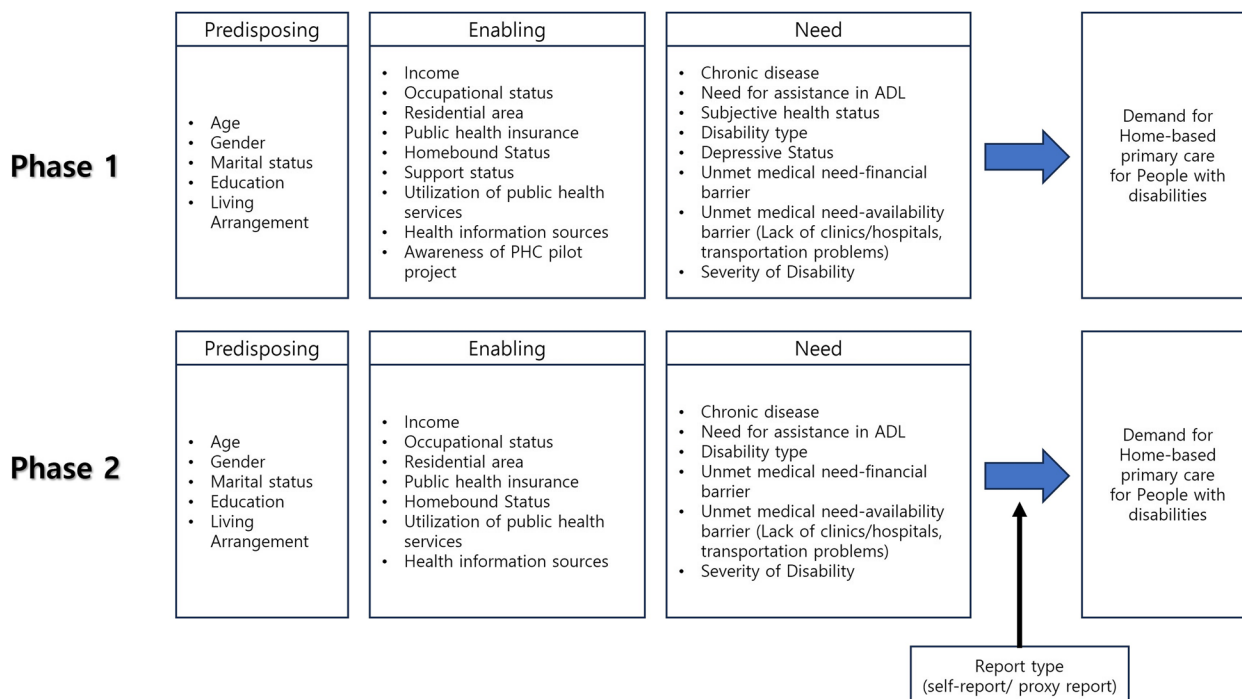 Phase 1
Predisposing
• Age
• Gender
• Marital status
• Education
• Living
Arrangement
Enabling
• Income
• Occupational status
• Residential area
• Public health insurance
• Homebound Status
• Support status
• Utilization of public health
services
• Health information sources
• Awareness of PHC pilot
project
Need
• Chronic disease
• Need for assistance in ADL
• Subjective health status
• Disability type
• Depressive Status
• Unmet medical need-financial
barrier
• Unmet medical need-availability
barrier (Lack of clinics/hospitals,
transportation problems)
• Severity of Disability
Demand for
Home-based
primary care
for People with
disabilities
Phase 2
Predisposing
• Age
• Gender
• Marital status
• Education
• Living
Arrangement
Enabling
• Income
• Occupational status
• Residential area
• Public health insurance
• Homebound Status
• Utilization of public health
services
• Health information sources
Need
• Chronic disease
• Need for assistance in ADL
• Disability type
• Unmet medical need-financial
barrier
• Unmet medical need-availability
barrier (Lack of clinics/hospitals,
transportation problems)
• Severity of Disability
Demand for
Home-based
primary care
for People with
disabilities
Report type
(self-report/ proxy report)